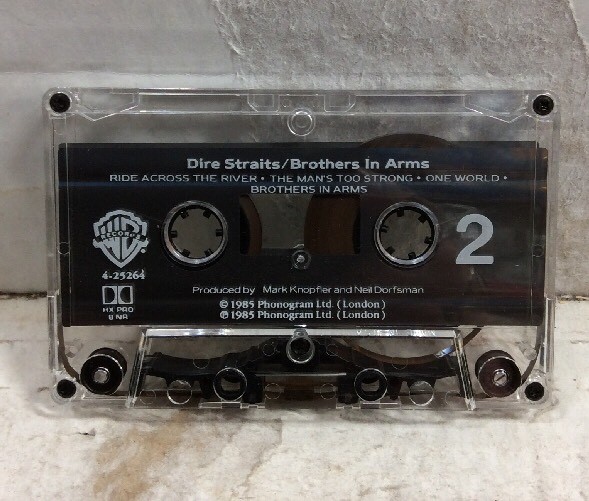 Dire Straits/Brothers In Arms
RIDE ACROSS THE RIVER • THE MAN'S TOO STRONG • ONE WORLD •
BROTHERS IN ARMS
WB
RECORDS
2
4-25264
Produced by Mark Knopfler and Neil Dorfsman
HX PRO
B NR
© 1985 Phonogram Ltd. (London)
℗ 1985 Phonogram Ltd. (London)